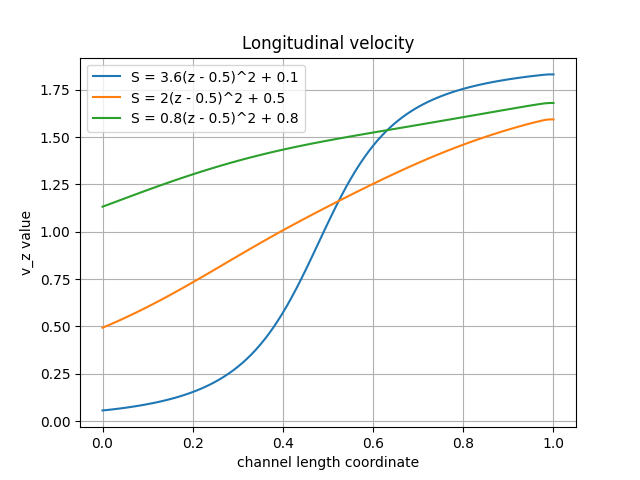 Longitudinal velocity
S = 3.6(z - 0.5)^2 + 0.1
S = 2(z - 0.5)^2 + 0.5
S = 0.8(z - 0.5)^2 + 0.8
v_z value
1.75
1.50
1.25
1.00
0.75
0.50
0.25
0.00
0.0 0.2 0.4 0.6 0.8 1.0
channel length coordinate